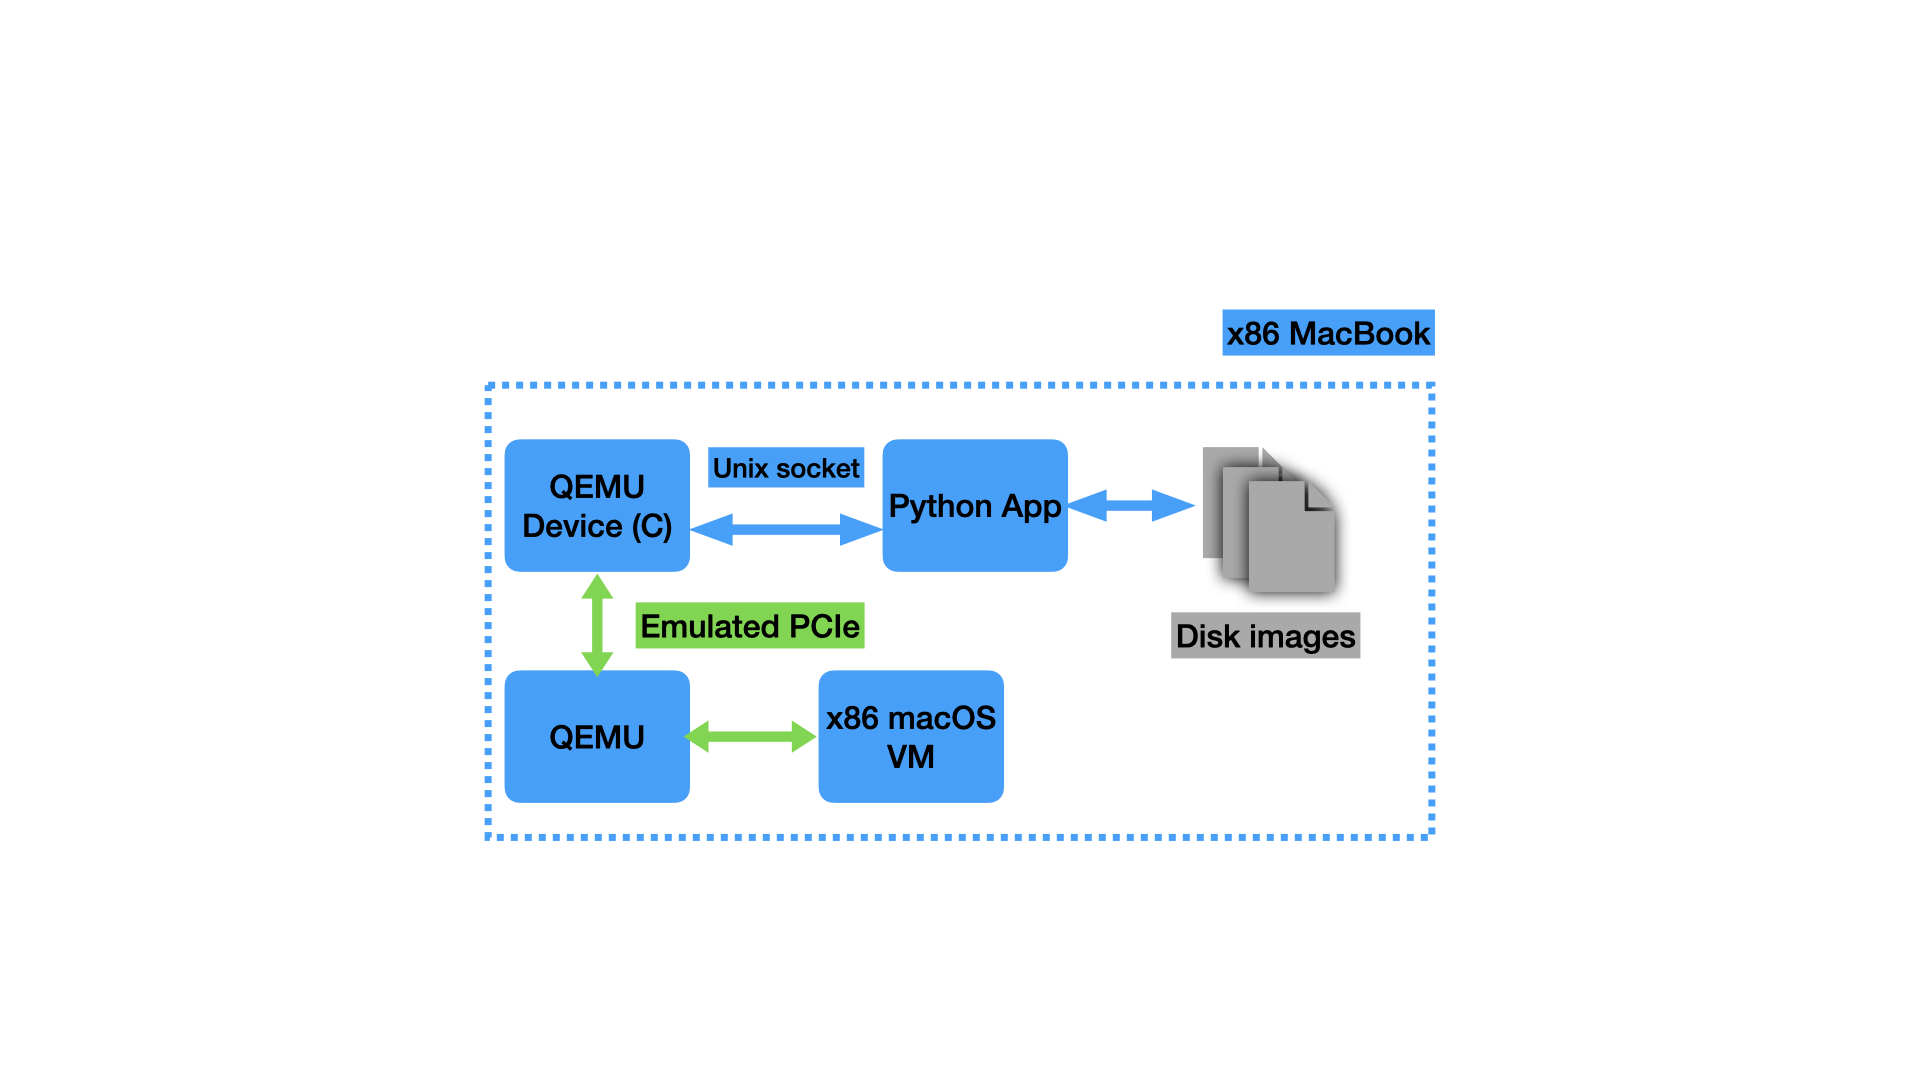 x86 MacBook
QEMU
Device (C)
Unix socket
Python App
Emulated PCIe
Disk images
QEMU
x86 macOS
VM